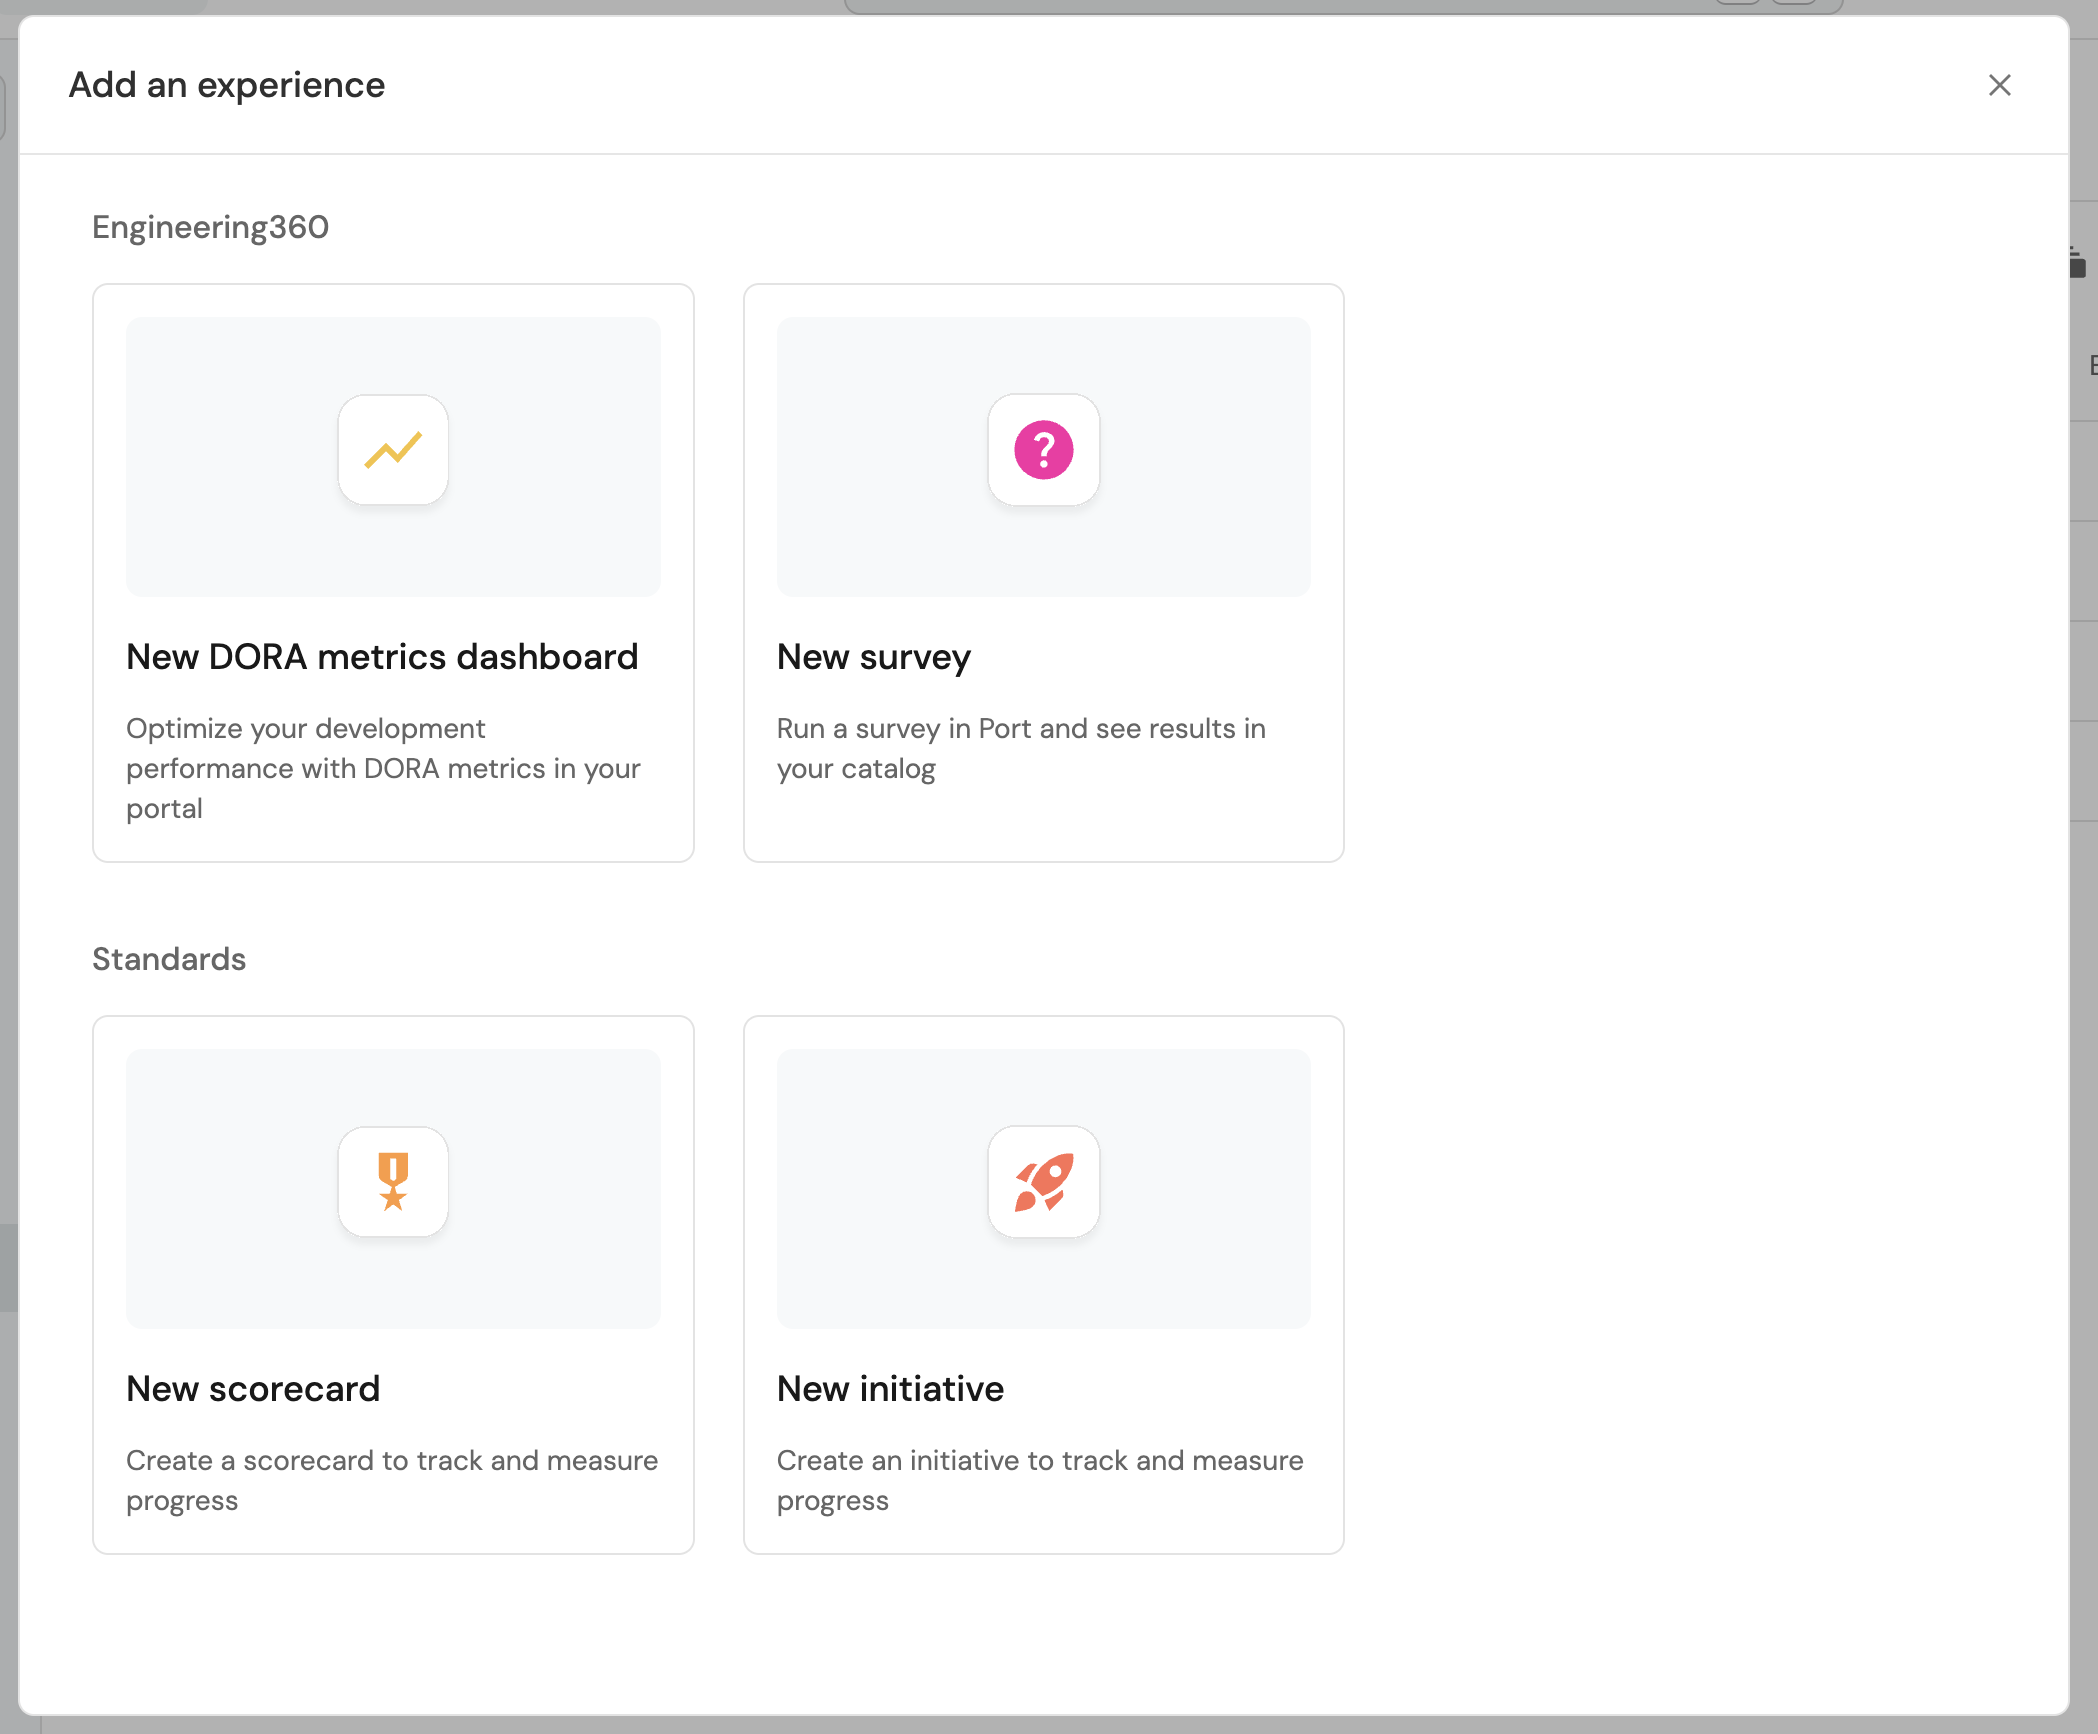 Add an experience
Engineering360
New DORA metrics dashboard
Optimize your development
performance with DORA metrics in your
portal
New survey
Run a survey in Port and see results in
your catalog
Standards
New scorecard
Create a scorecard to track and measure
progress
New initiative
Create an initiative to track and measure
progress